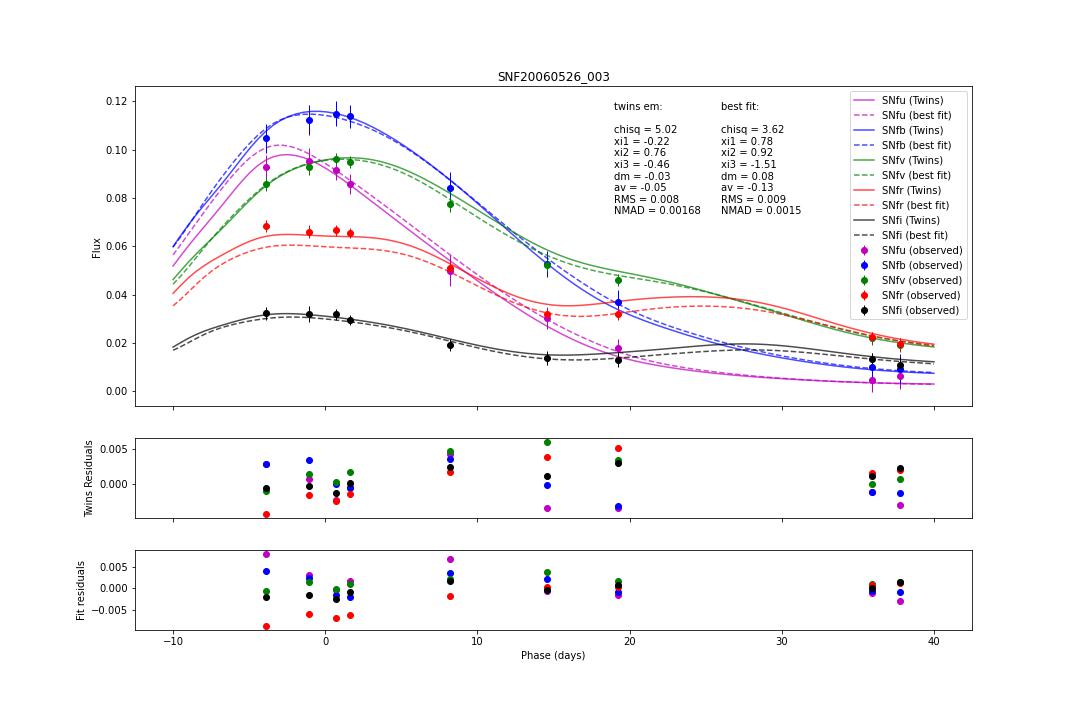 SNF20060526_003
0.12
0.10
0.08
0.06
0.04
0.02
0.00
Flux
twins em:
chisq = 5.02
xi1 = -0.22
xi2 = 0.76
xi3 = -0.46
dm = -0.03
av = -0.05
RMS = 0.008
NMAD = 0.00168
best fit:
chisq = 3.62
xi1 = 0.78
xi2 = 0.92
xi3 = -1.51
dm = 0.08
av = -0.13
RMS = 0.009
NMAD = 0.0015
SNfu (Twins)
SNfu (best fit)
SNfb (Twins)
SNfb (best fit)
SNfv (Twins)
SNfv (best fit)
SNfr (Twins)
SNfr (best fit)
SNfi (Twins)
SNfi (best fit)
SNfu (observed)
SNfb (observed)
SNfv (observed)
SNfr (observed)
SNfi (observed)
0.005
0.000
Twins Residuals
0.005
0.000
−0.005
Fit residuals
−10
0
10
20
30
40
Phase (days)